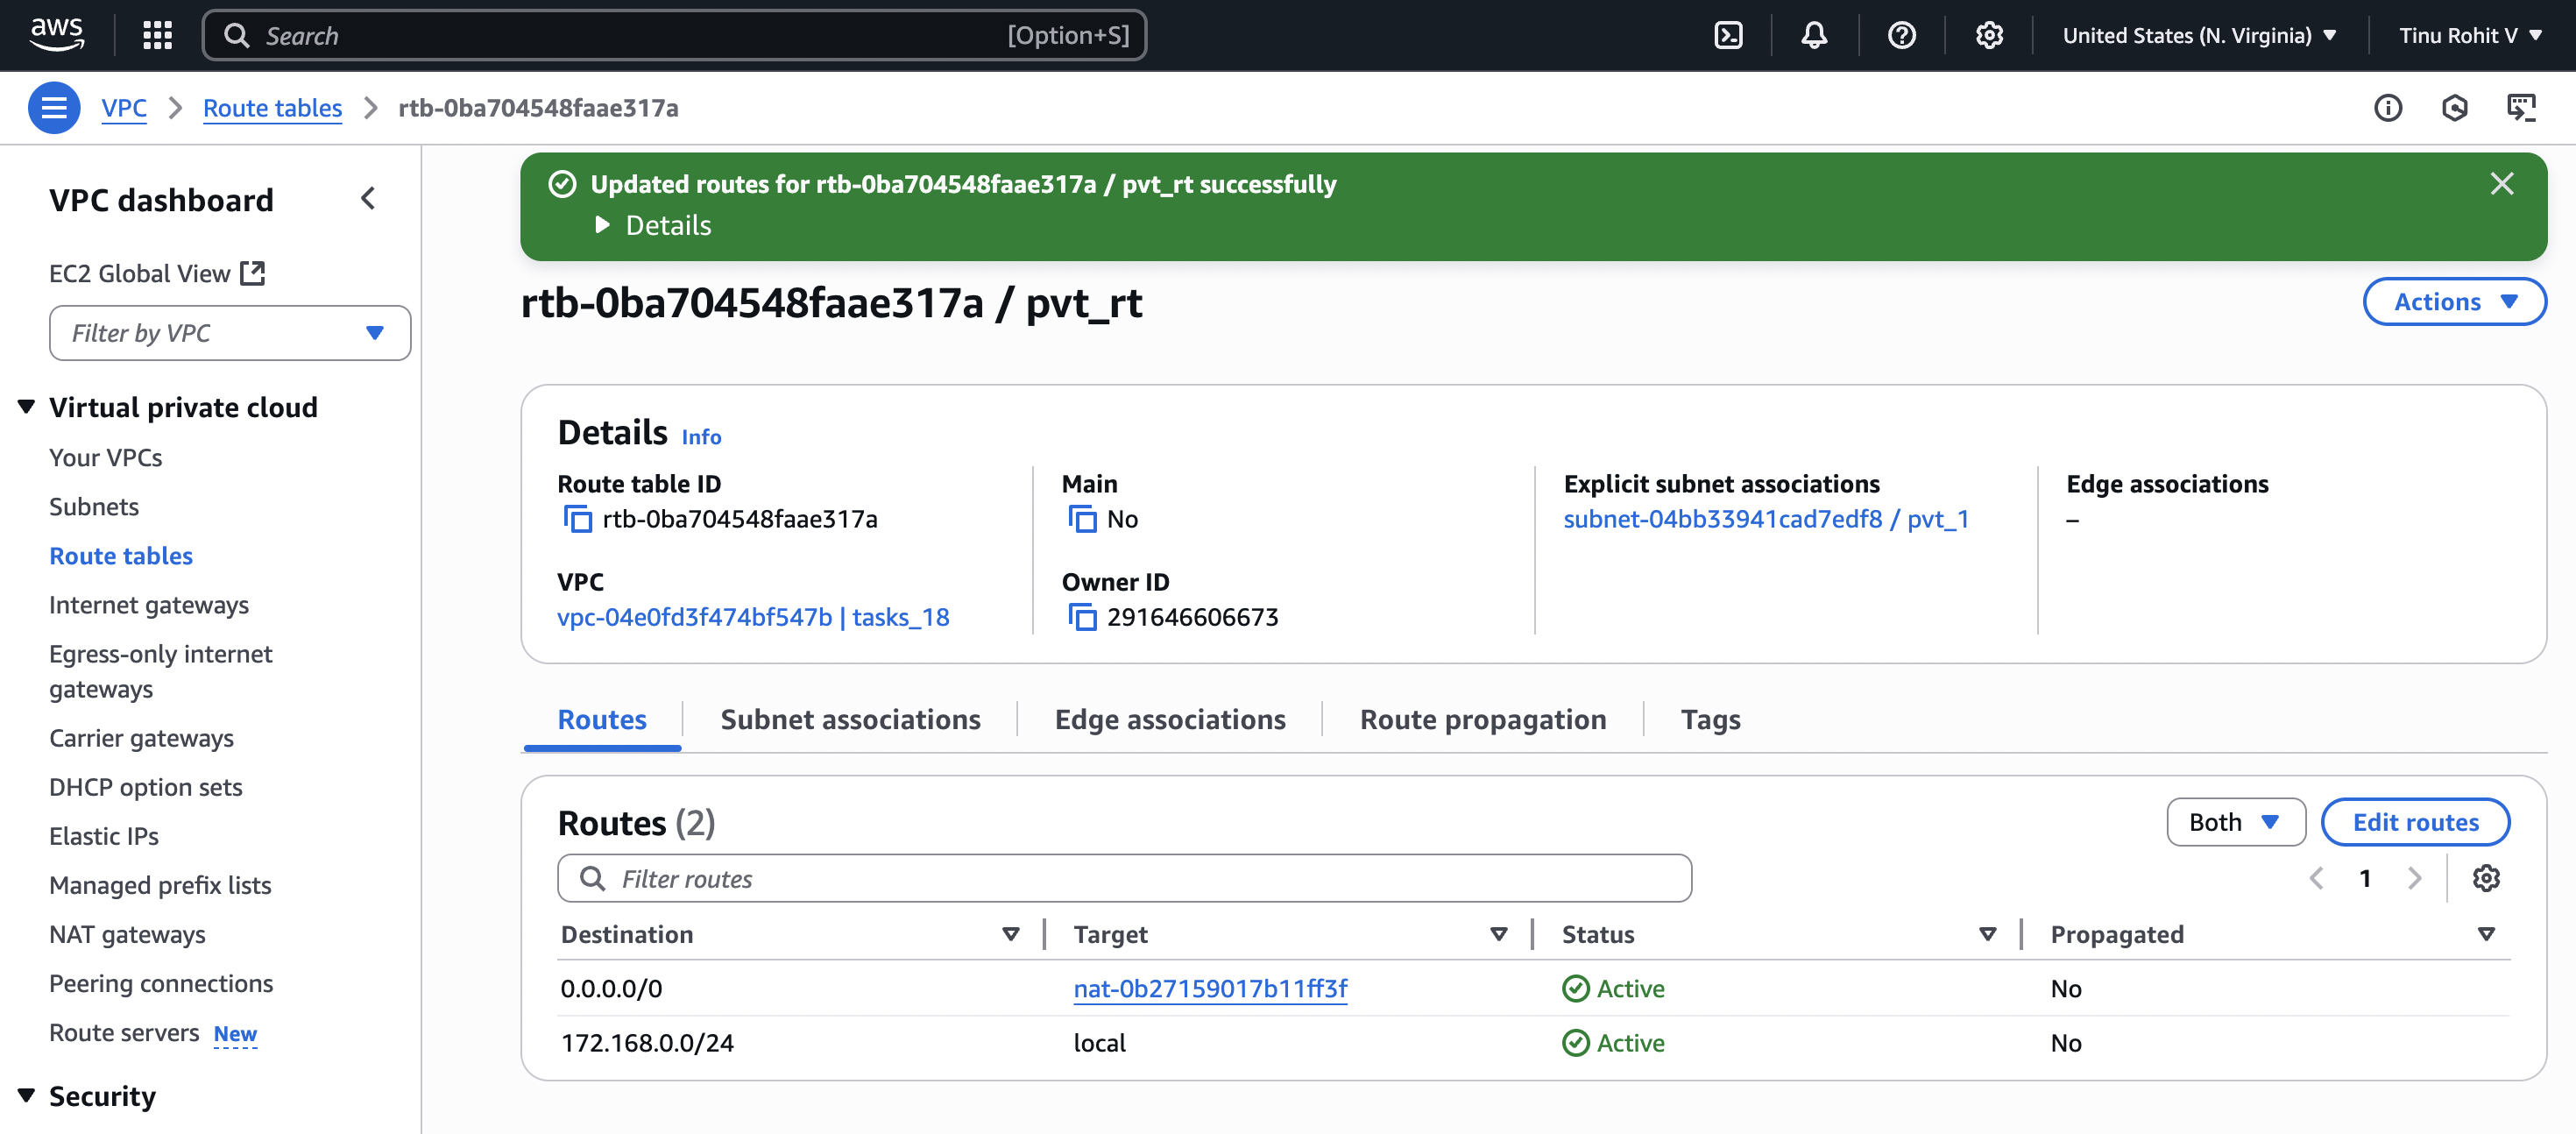 aws
Search [Option+S]
United States (N. Virginia)
Tinu Rohit V
VPC
Route tables
rtb-0ba704548faae317a
VPC dashboard
EC2 Global View
Filter by VPC
Virtual private cloud
Your VPCs
Subnets
Route tables
Internet gateways
Egress-only internet
gateways
Carrier gateways
DHCP option sets
Elastic IPs
Managed prefix lists
NAT gateways
Peering connections
Route servers New
Security
Updated routes for rtb-0ba704548faae317a / pvt_rt successfully
Details
rtb-0ba704548faae317a / pvt_rt
Actions
Details Info
Route table ID
rtb-0ba704548faae317a
Main
No
Explicit subnet associations
subnet-04bb33941cad7edf8 / pvt_1
Edge associations
–
VPC
vpc-04e0fd3f474bf547b | tasks_18
Owner ID
291646606673
Routes
Subnet associations
Edge associations
Route propagation
Tags
Routes (2)
Both
Edit routes
Filter routes
1
Destination Target Status Propagated
0.0.0.0/0 nat-0b27159017b11ff3f Active No
172.168.0.0/24 local Active No